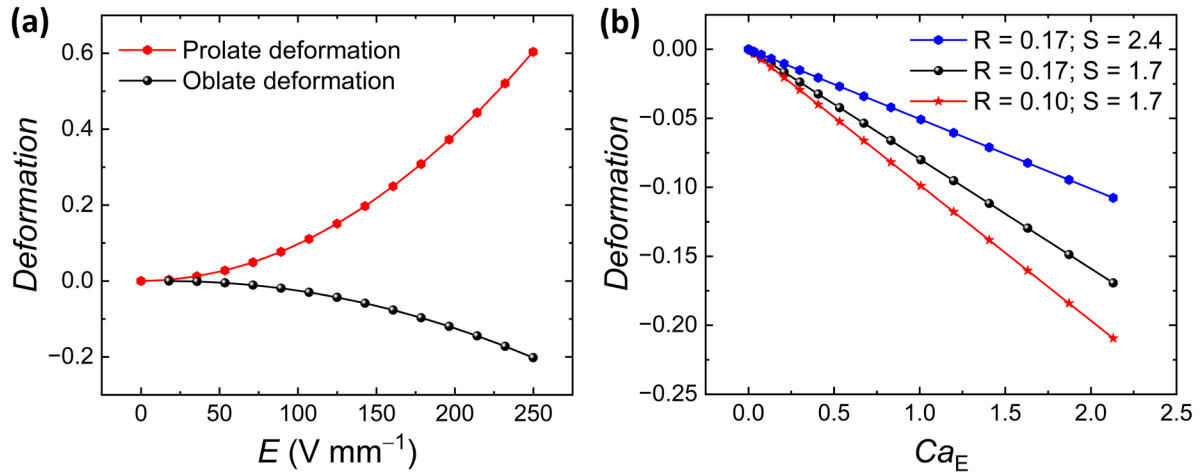 (a)
Deformation
0.6
0.4
0.2
0.0
−0.2
Prolate deformation
Oblate deformation
0 50 100 150 200 250
E (V mm⁻¹)
(b)
Deformation
0.00
−0.05
−0.10
−0.15
−0.20
−0.25
R = 0.17; S = 2.4
R = 0.17; S = 1.7
R = 0.10; S = 1.7
0.0 0.5 1.0 1.5 2.0 2.5
Ca_E